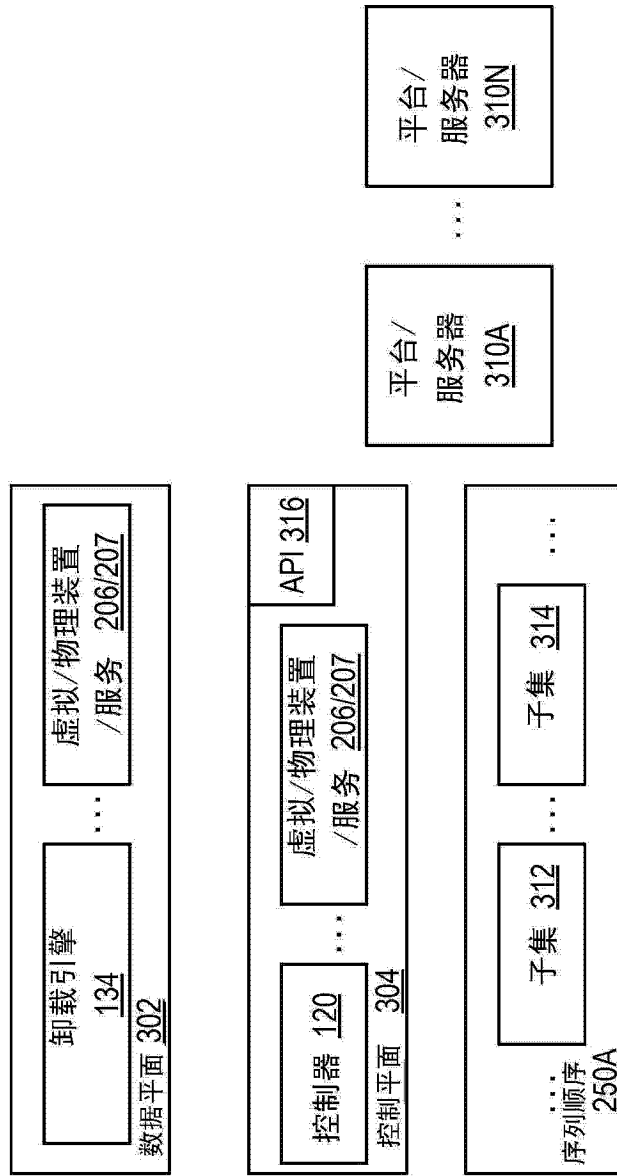 卸载引擎
134
...
虚拟/物理装置
/服务 206/207
数据平面 302
控制器 120
...
虚拟/物理装置
/服务 206/207
API 316
控制平面 304
...
子集 312
...
子集 314
...
序列顺序
250A
平台/
服务器
310A
...
平台/
服务器
310N